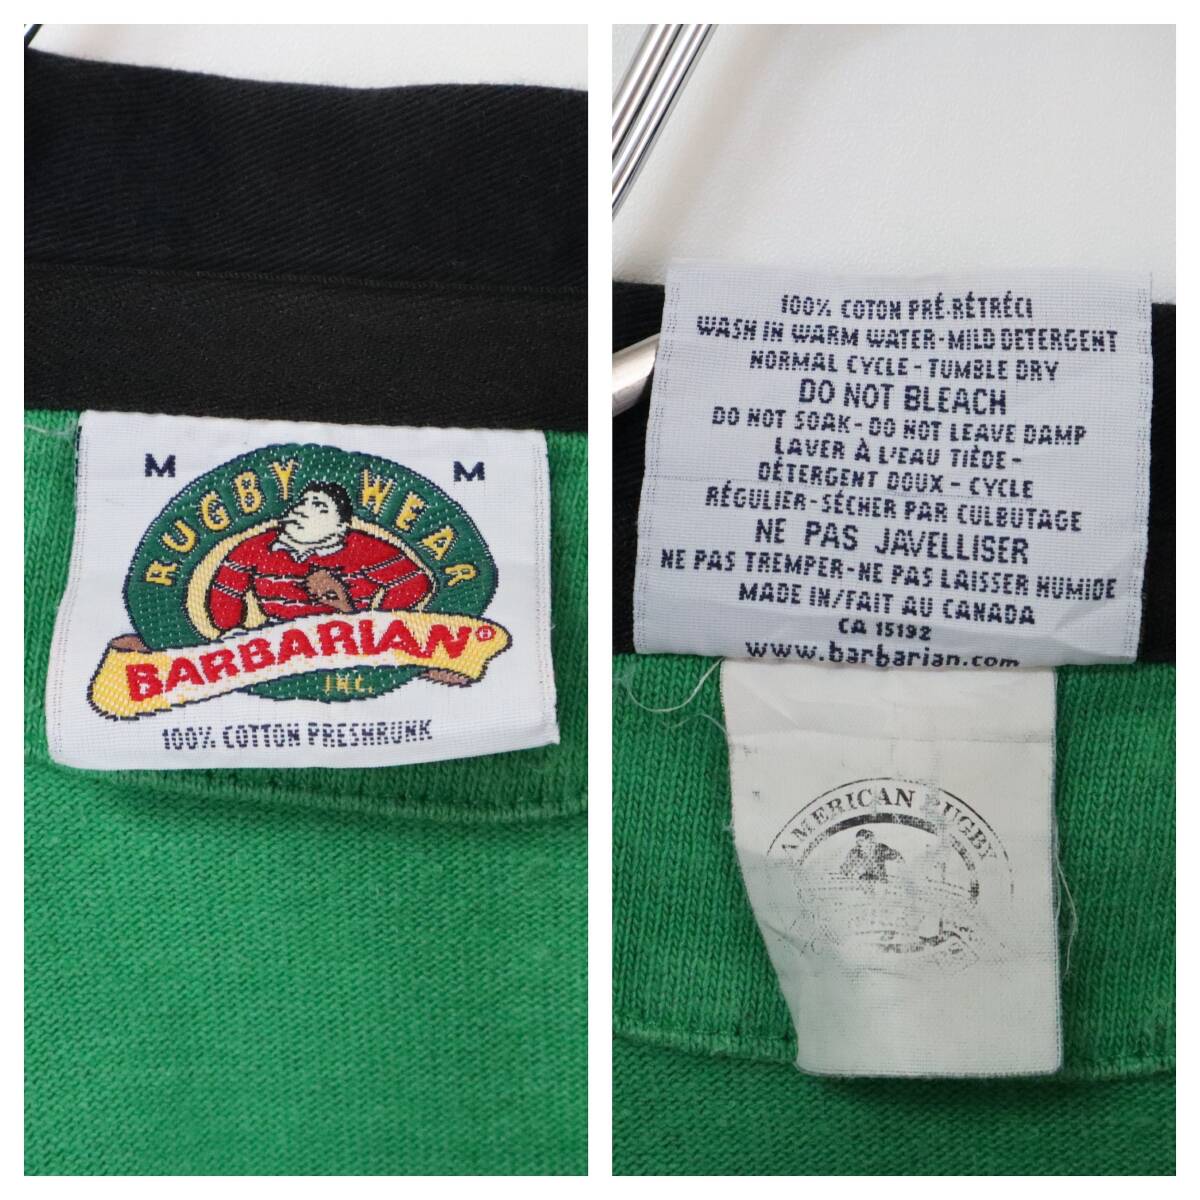 M M
RUGBY WEAR
BARBARIAN®
INC.
100% COTTON PRESHRUNK
100% COTON PRÉ-RÉTRÉCI
WASH IN WARM WATER-MILD DETERGENT
NORMAL CYCLE - TUMBLE DRY
DO NOT BLEACH
DO NOT SOAK-DO NOT LEAVE DAMP
LAVER À L'EAU TIÈDE-
DÉTERGENT DOUX - CYCLE
RÉGULIER-SÉCHER PAR CULBUTAGE
NE PAS JAVELLISER
NE PAS TREMPER-NE PAS LAISSER HUMIDE
MADE IN/FAIT AU CANADA
CA 15192
www.barbarian.com
AMERICAN RUGBY